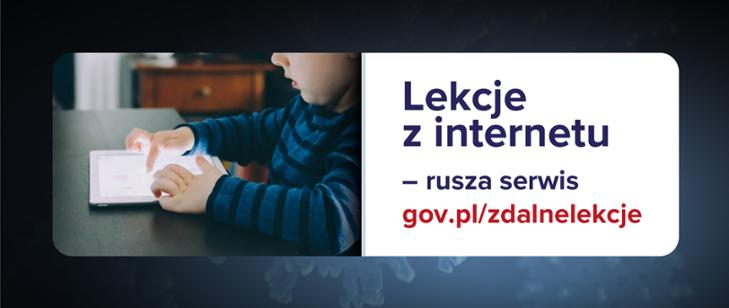 Lekcje
z internetu
– rusza serwis
gov.pl/zdalnelekcje